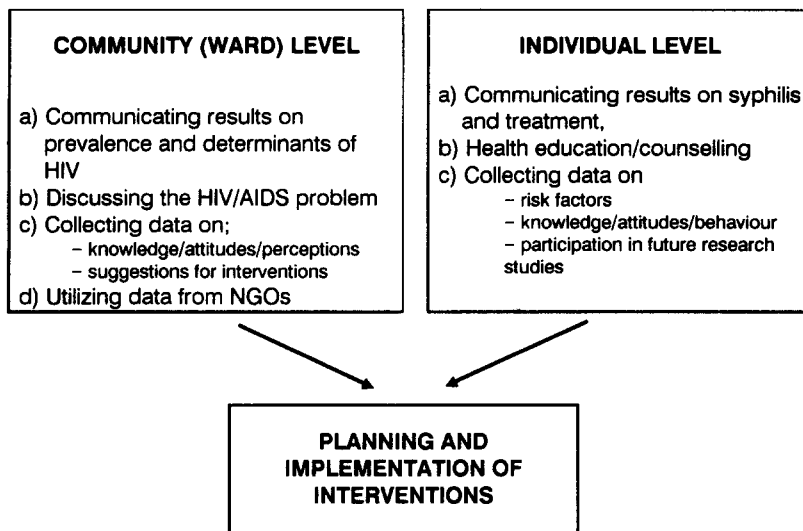 COMMUNITY (WARD) LEVEL
a) Communicating results on
prevalence and determinants of
HIV
b) Discussing the HIV/AIDS problem
c) Collecting data on;
– knowledge/attitudes/perceptions
– suggestions for interventions
d) Utilizing data from NGOs
INDIVIDUAL LEVEL
a) Communicating results on syphilis
and treatment,
b) Health education/counselling
c) Collecting data on
– risk factors
– knowledge/attitudes/behaviour
– participation in future research
studies
PLANNING AND
IMPLEMENTATION OF
INTERVENTIONS